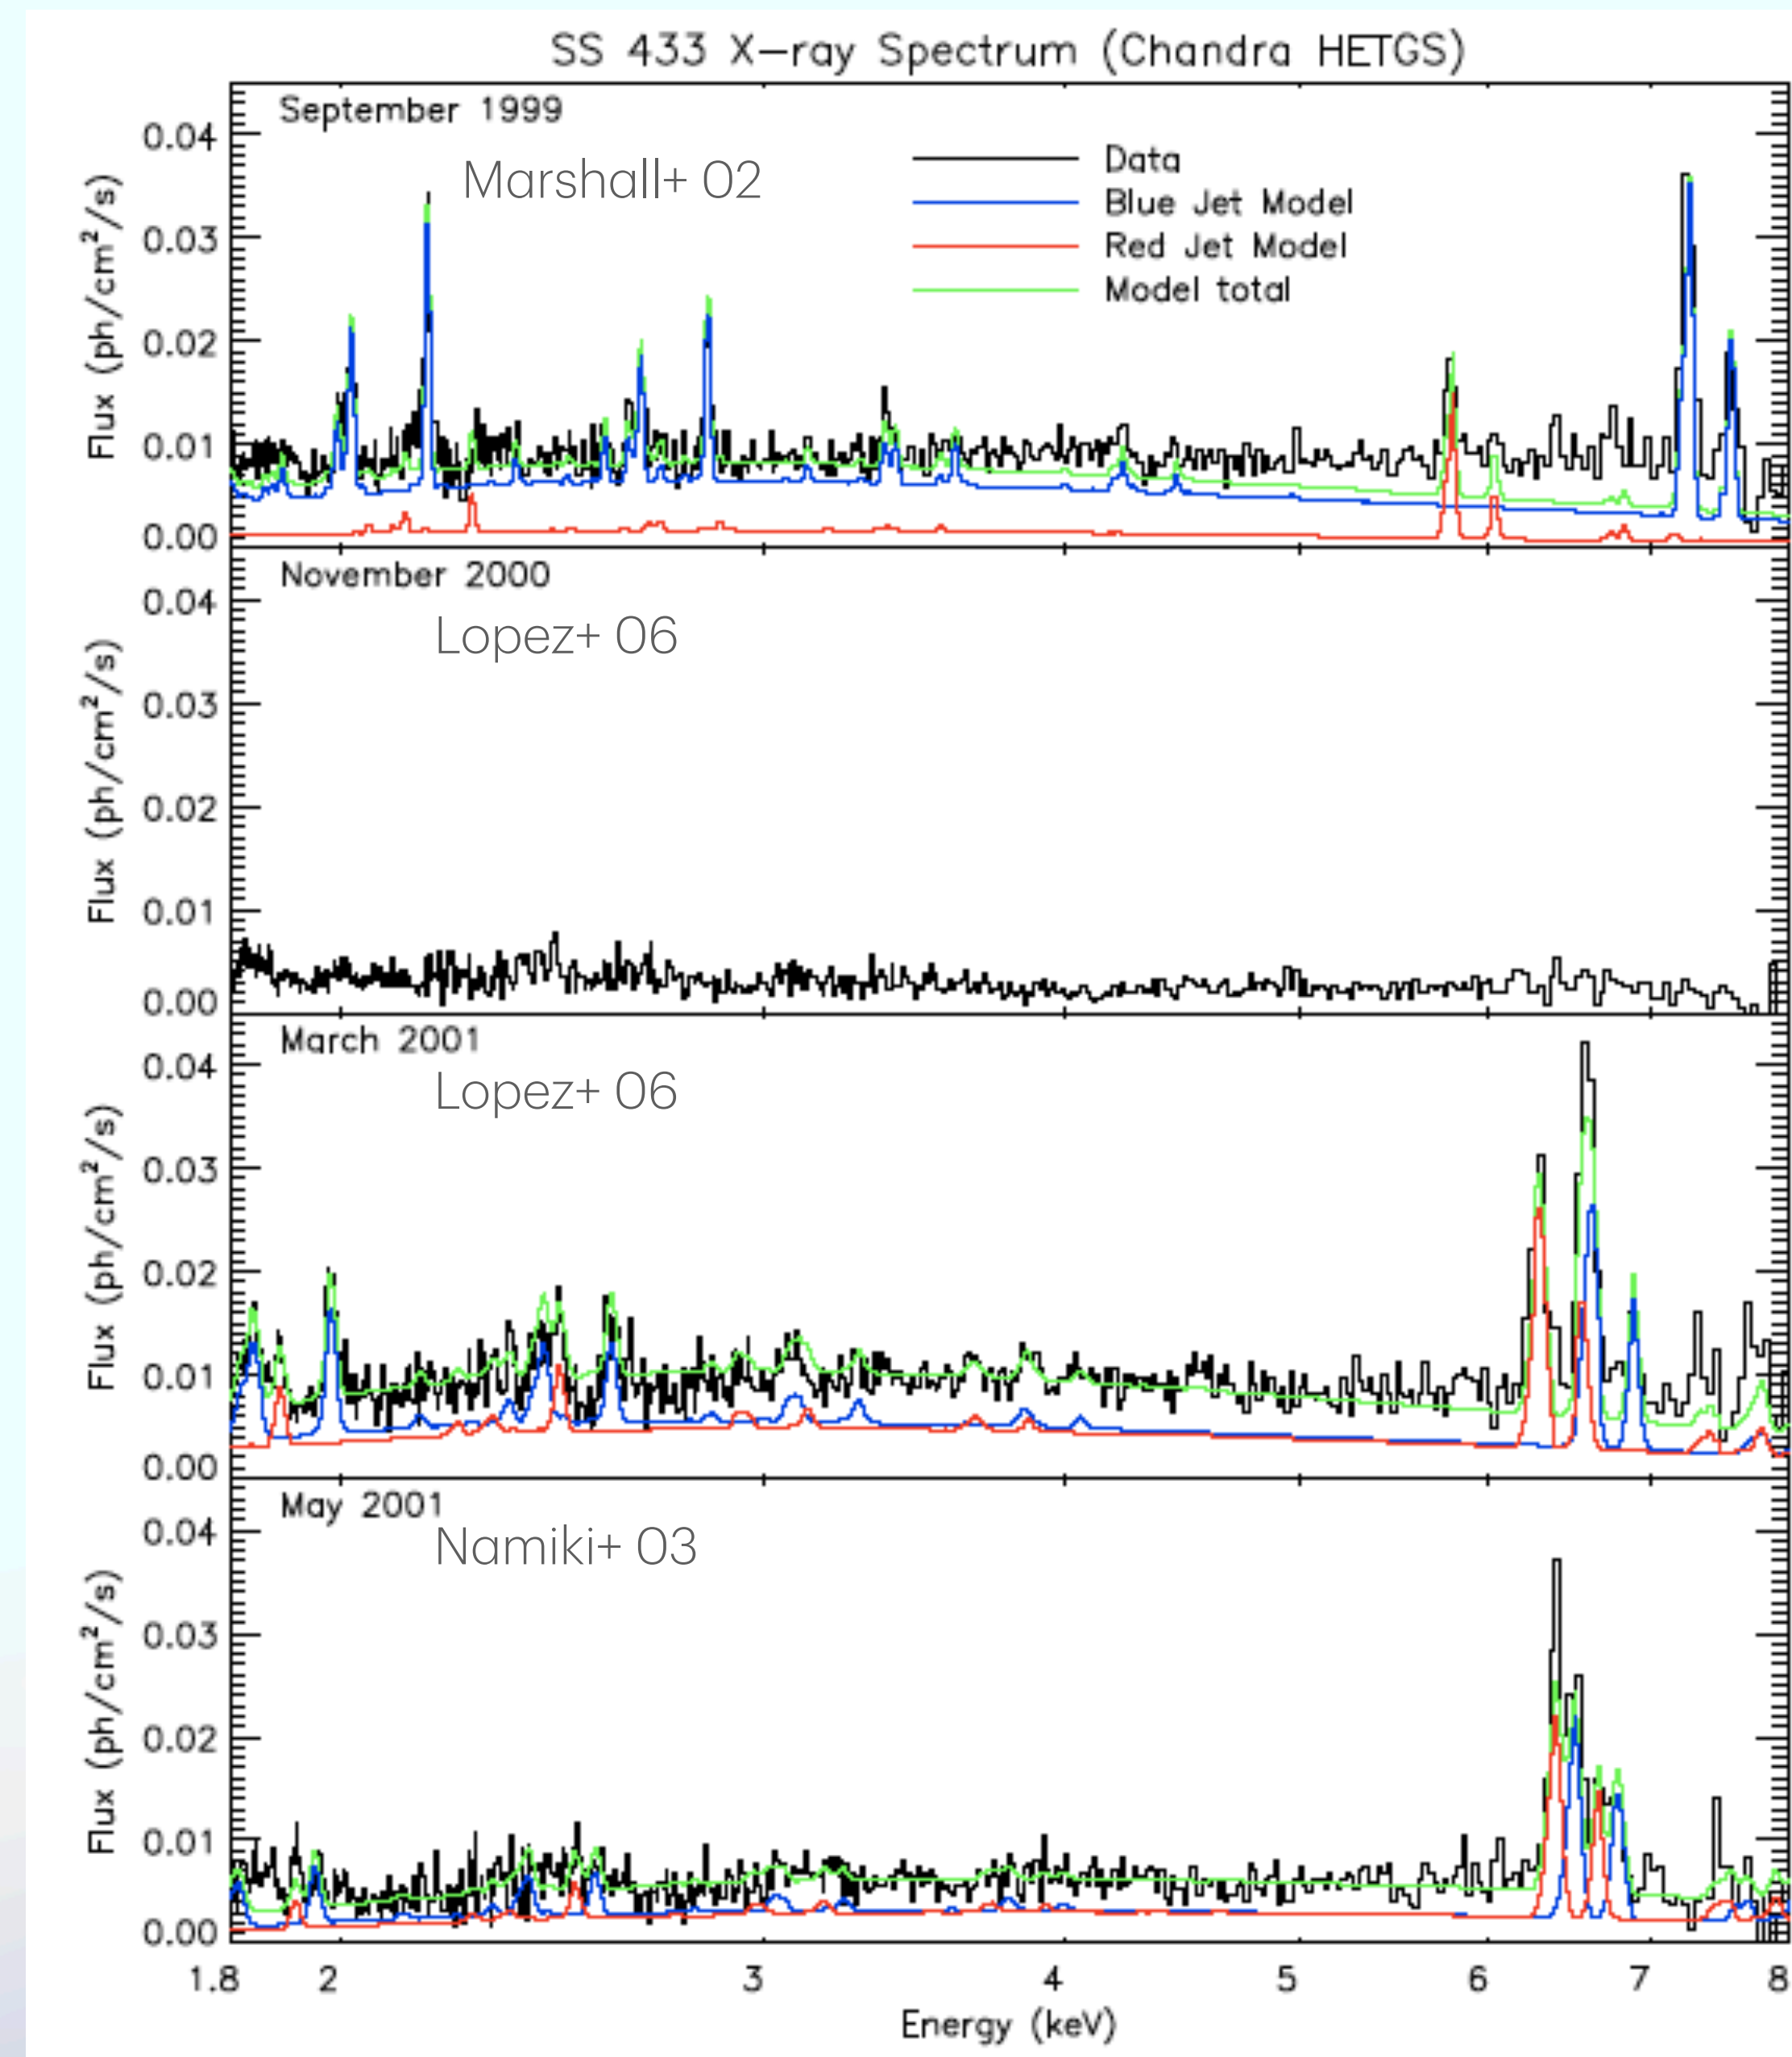 SS 433 X-ray Spectrum (Chandra HETGS)
September 1999
Marshall+ 02
Data
Blue Jet Model
Red Jet Model
Model total
Flux (ph/cm²/s)
0.04
0.03
0.02
0.01
0.00
November 2000
Lopez+ 06
Flux (ph/cm²/s)
0.04
0.03
0.02
0.01
0.00
March 2001
Lopez+ 06
Flux (ph/cm²/s)
0.04
0.03
0.02
0.01
0.00
May 2001
Namiki+ 03
Flux (ph/cm²/s)
0.04
0.03
0.02
0.01
0.00
1.8 2 3 4 5 6 7 8
Energy (keV)